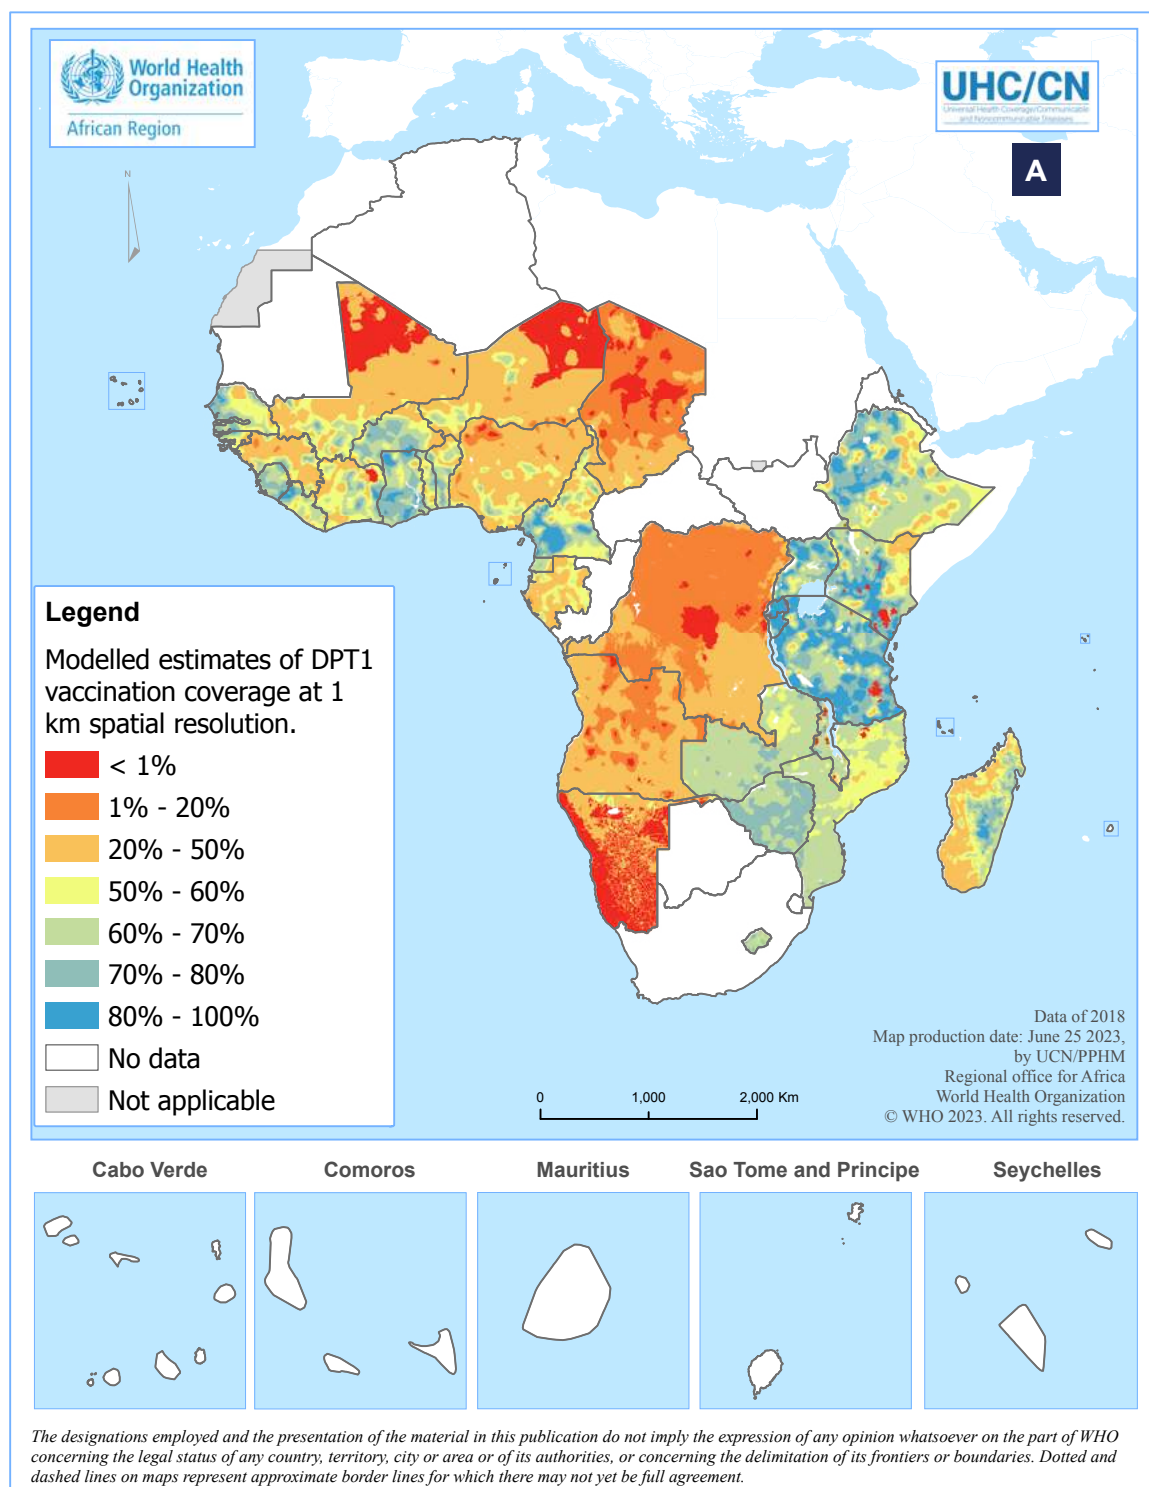 World Health
Organization
African Region
UHC/CN
Universal Health Coverage/Communicable
and Noncommunicable Diseases
A
N
Legend
Modelled estimates of DPT1
vaccination coverage at 1
km spatial resolution.
< 1%
1% - 20%
20% - 50%
50% - 60%
60% - 70%
70% - 80%
80% - 100%
No data
Not applicable
Data of 2018
Map production date: June 25 2023,
by UCN/PPHM
Regional office for Africa
World Health Organization
© WHO 2023. All rights reserved.
0 1,000 2,000 Km
Cabo Verde
Comoros
Mauritius
Sao Tome and Principe
Seychelles
The designations employed and the presentation of the material in this publication do not imply the expression of any opinion whatsoever on the part of WHO
concerning the legal status of any country, territory, city or area or of its authorities, or concerning the delimitation of its frontiers or boundaries. Dotted and
dashed lines on maps represent approximate border lines for which there may not yet be full agreement.